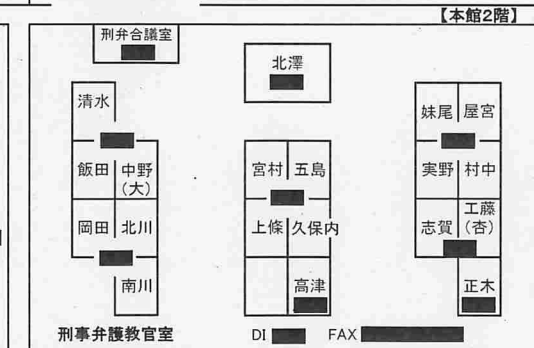 【本館2階】
刑弁合議室
北澤
清水
妹尾 屋宮
飯田 中野
(大)
宮村 五島
実野 村中
岡田 北川
上條 久保内
志賀 工藤
(杏)
南川
高津
正木
刑事弁護教官室
DI
FAX